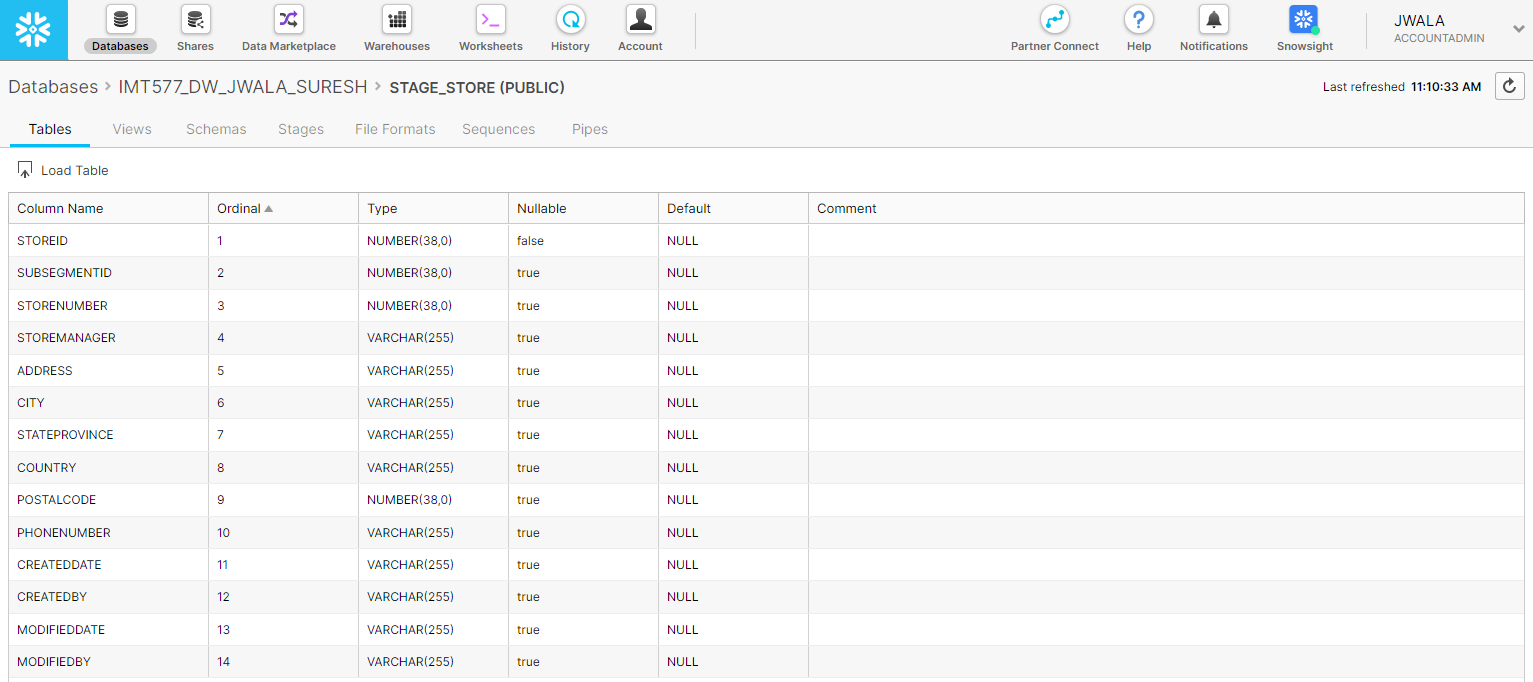 Databases Shares Data Marketplace Warehouses Worksheets History Account Partner Connect Help Notifications Snowsight JWALA
ACCOUNTADMIN
Databases > IMT577_DW_JWALA_SURESH > STAGE_STORE (PUBLIC) Last refreshed 11:10:33 AM
Tables Views Schemas Stages File Formats Sequences Pipes
Load Table
Column Name Ordinal Type Nullable Default Comment
STOREID 1 NUMBER(38,0) false NULL
SUBSEGMENTID 2 NUMBER(38,0) true NULL
STORENUMBER 3 NUMBER(38,0) true NULL
STOREMANAGER 4 VARCHAR(255) true NULL
ADDRESS 5 VARCHAR(255) true NULL
CITY 6 VARCHAR(255) true NULL
STATEPROVINCE 7 VARCHAR(255) true NULL
COUNTRY 8 VARCHAR(255) true NULL
POSTALCODE 9 NUMBER(38,0) true NULL
PHONENUMBER 10 VARCHAR(255) true NULL
CREATEDDATE 11 VARCHAR(255) true NULL
CREATEDBY 12 VARCHAR(255) true NULL
MODIFIEDDATE 13 VARCHAR(255) true NULL
MODIFIEDBY 14 VARCHAR(255) true NULL